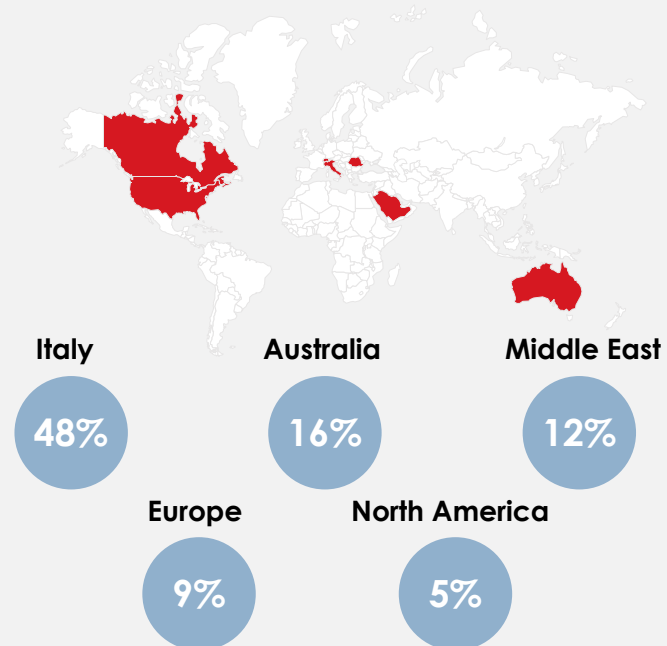 Italy
Australia
Middle East
48%
16%
12%
Europe
North America
9%
5%